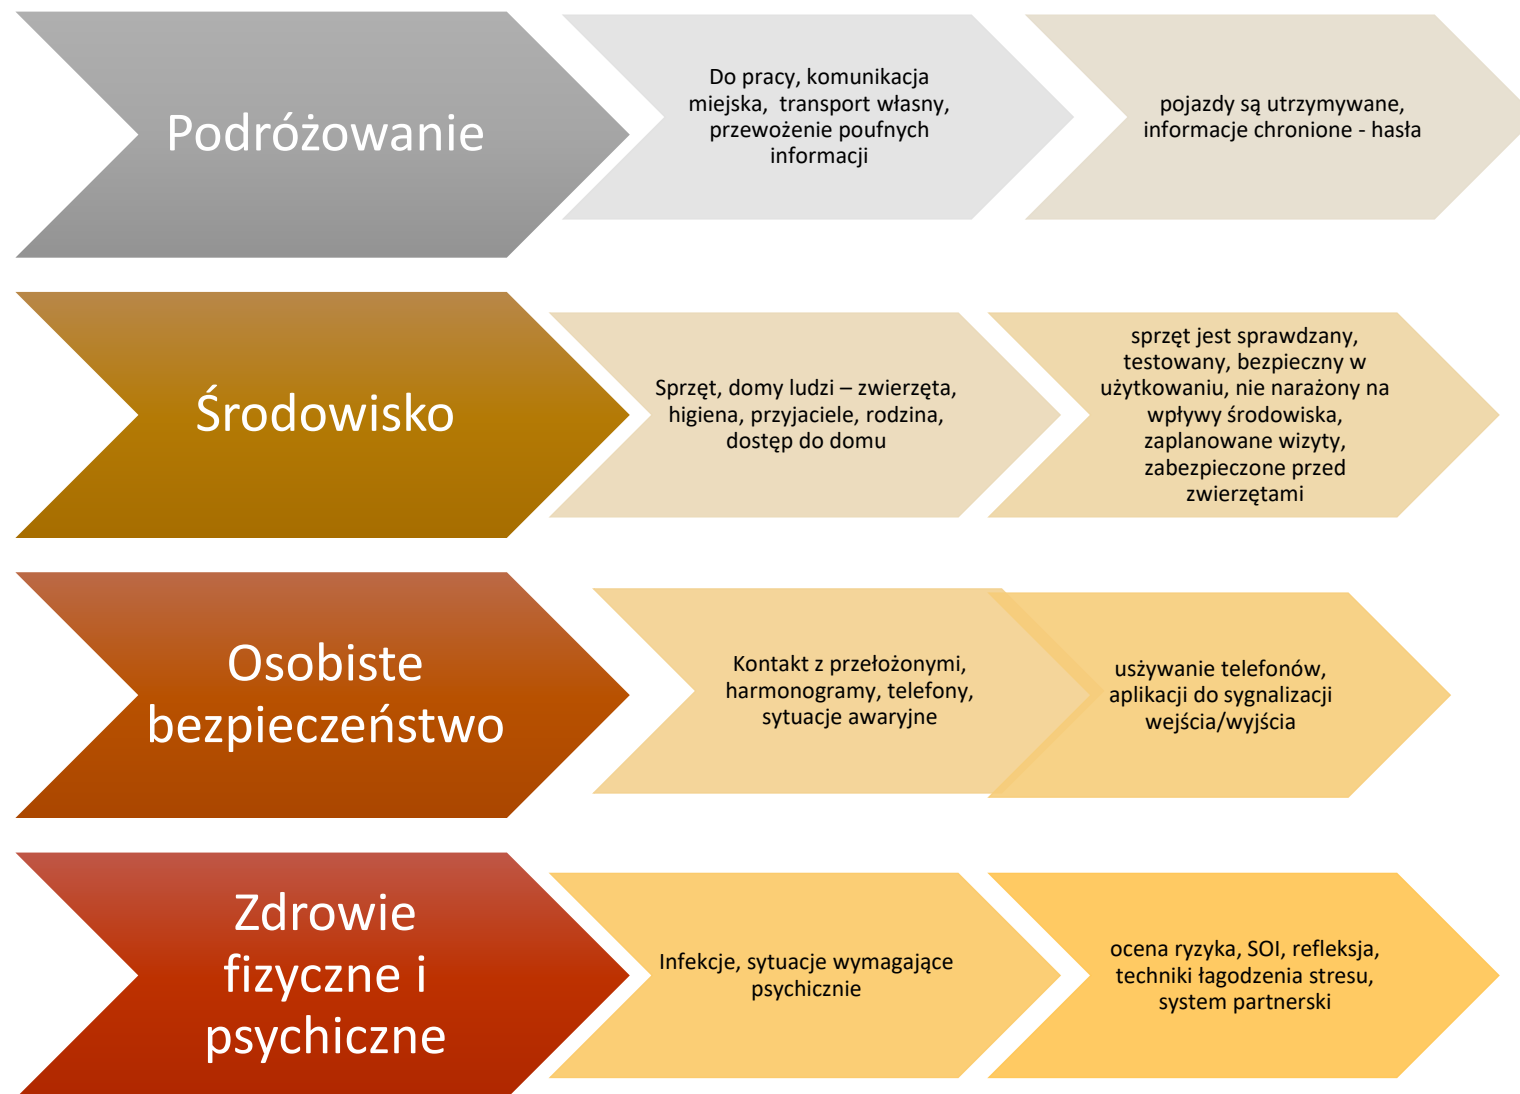 Podróżowanie
Do pracy, komunikacja
miejska, transport własny,
przewożenie poufnych
informacji
pojazdy są utrzymywane,
informacje chronione - hasła
Środowisko
Sprzęt, domy ludzi – zwierzęta,
higiena, przyjaciele, rodzina,
dostęp do domu
sprzęt jest sprawdzany,
testowany, bezpieczny w
użytkowaniu, nie narażony na
wpływy środowiska,
zaplanowane wizyty,
zabezpieczone przed
zwierzętami
Osobiste
bezpieczeństwo
Kontakt z przełożonymi,
harmonogramy, telefony,
sytuacje awaryjne
usżywanie telefonów,
aplikacji do sygnalizacji
wejścia/wyjścia
Zdrowie
fizyczne i
psychiczne
Infekcje, sytuacje wymagające
psychicznie
ocena ryzyka, SOI, refleksja,
techniki łagodzenia stresu,
system partnerski